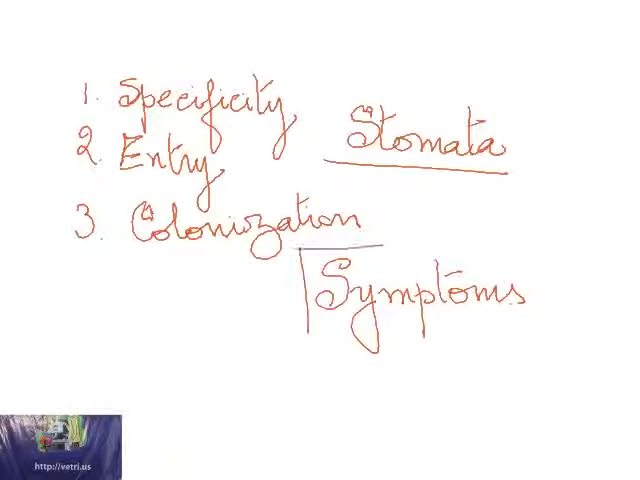 1. Specificity
2. Entry
Stomata
3. Colonization
Symptoms
http://vetri.us